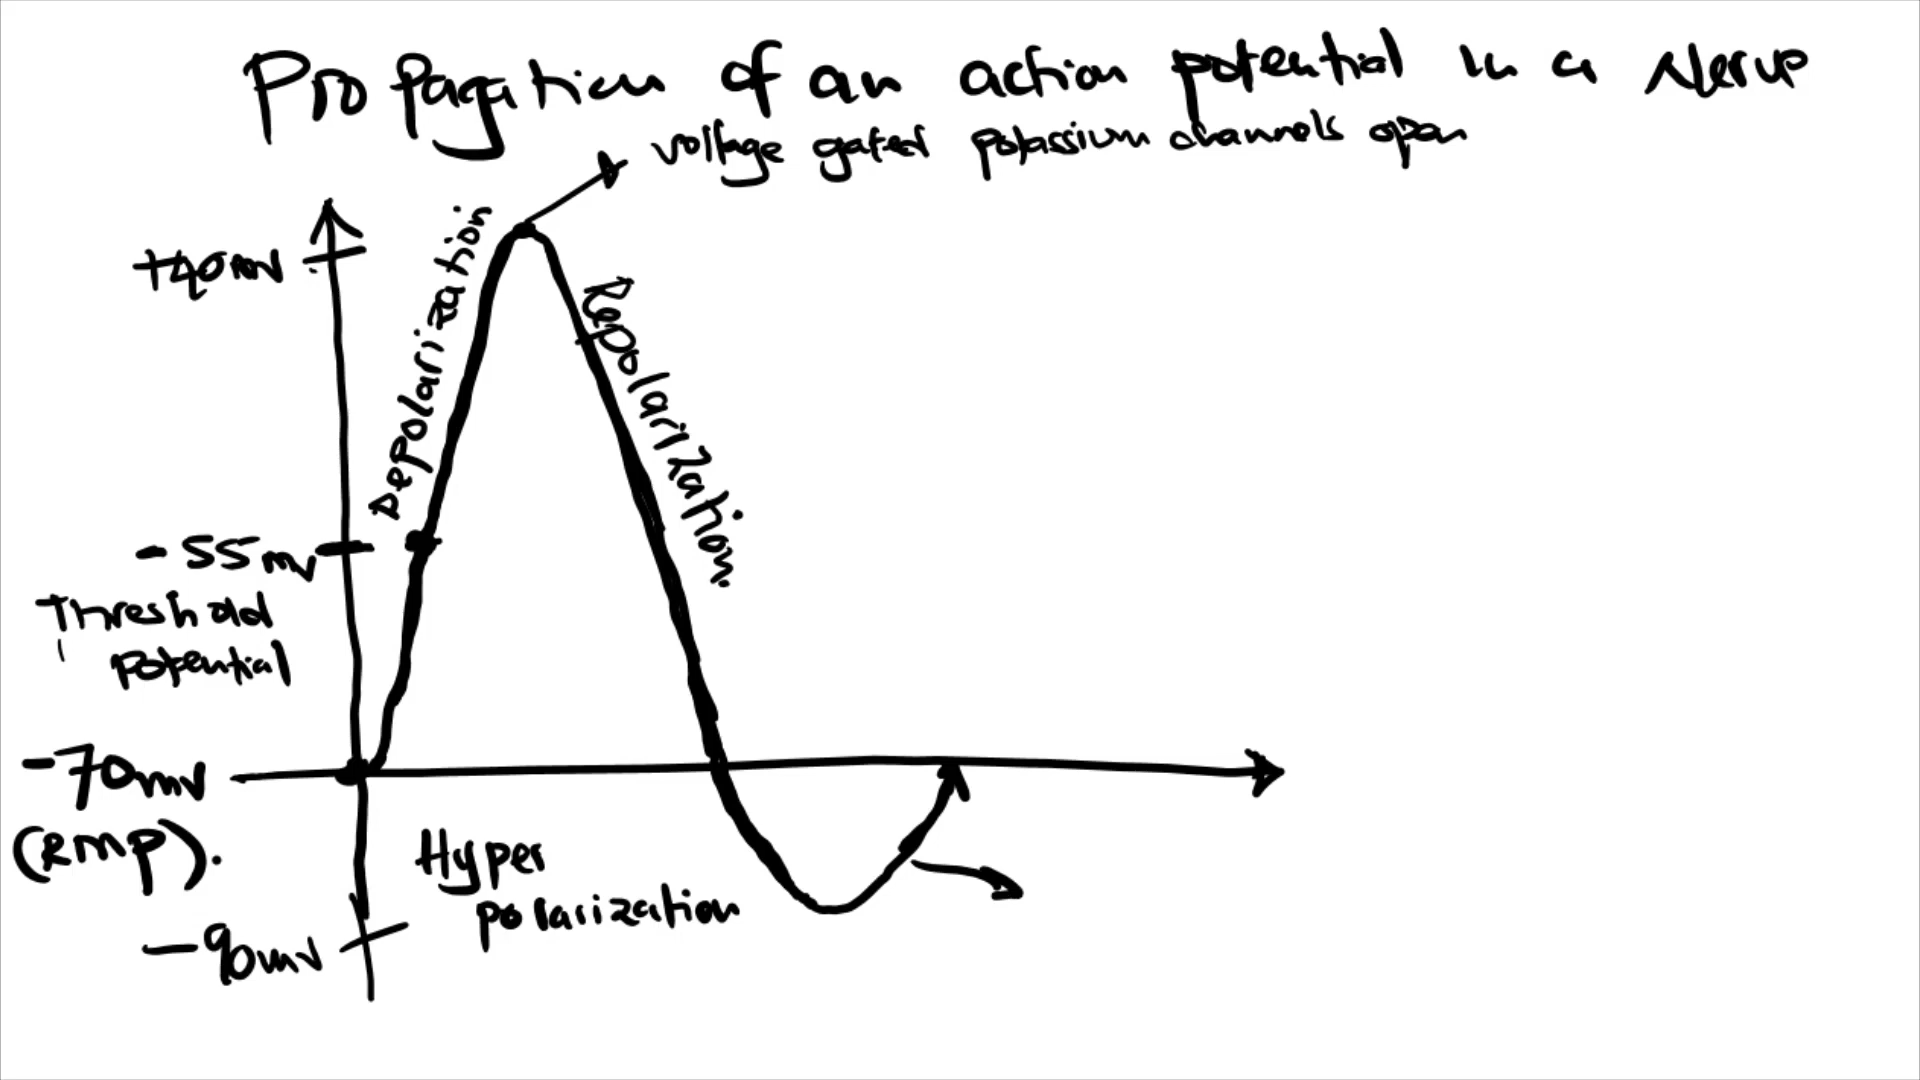 Propagation of an action potential in a Nerve
voltage gated potassium channels open
+40mv
Depolarization
Repolarization
-55mv
Threshold
potential
-70mv
(RMP).
Hyper
polarization
-90mv